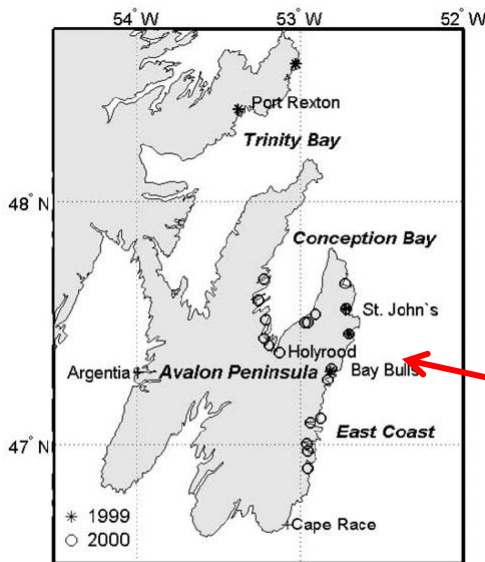 54° W
53° W
52° W
Port Rexton
Trinity Bay
48° N
Conception Bay
St. John`s
Holyrood
Argentia
Avalon Peninsula
Bay Bulls
47° N
East Coast
* 1999
○ 2000
Cape Race